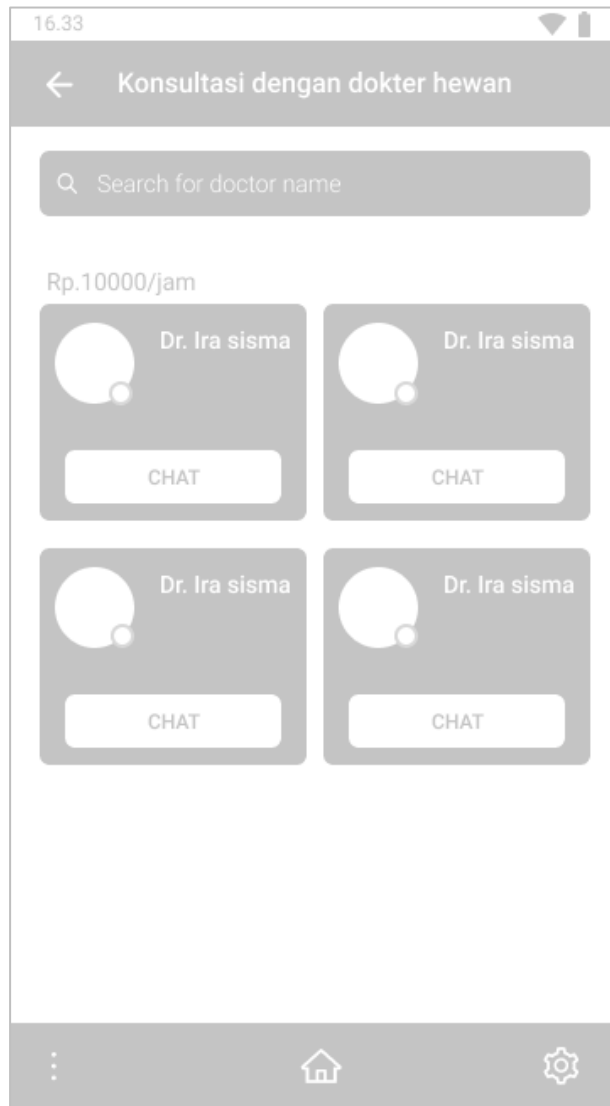 16.33
Konsultasi dengan dokter hewan
Search for doctor name
Rp.10000/jam
Dr. Ira sisma
Dr. Ira sisma
CHAT
CHAT
Dr. Ira sisma
Dr. Ira sisma
CHAT
CHAT